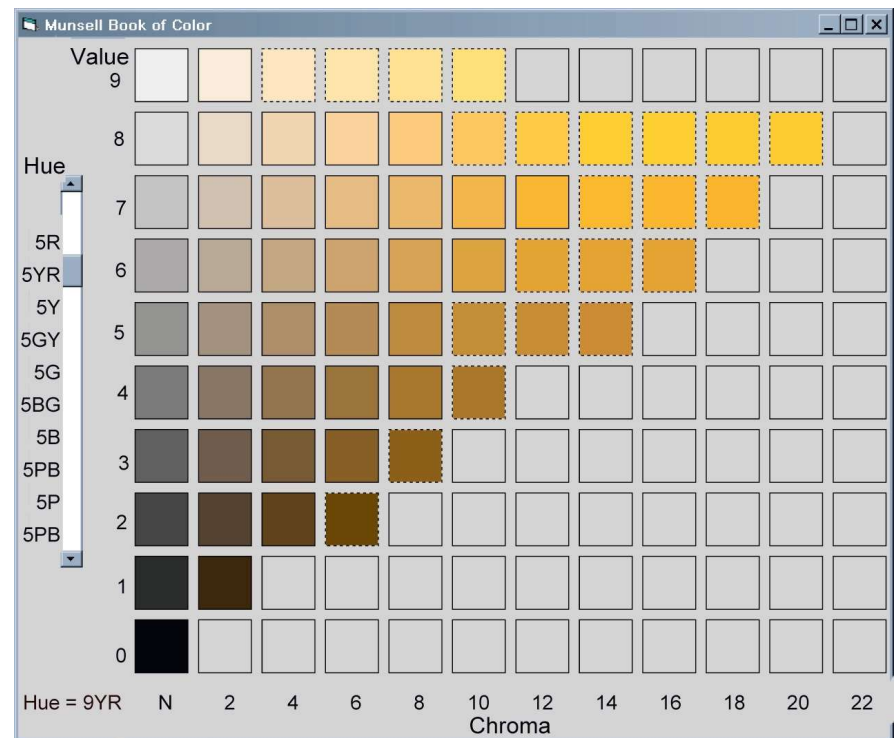 Munsell Book of Color
Value
9
8
Hue
7
5R
6
5YR
5Y
5
5GY
5G
4
5BG
5B
3
5PB
5P
2
5PB
1
0
Hue = 9YR N 2 4 6 8 10 12 14 16 18 20 22
Chroma